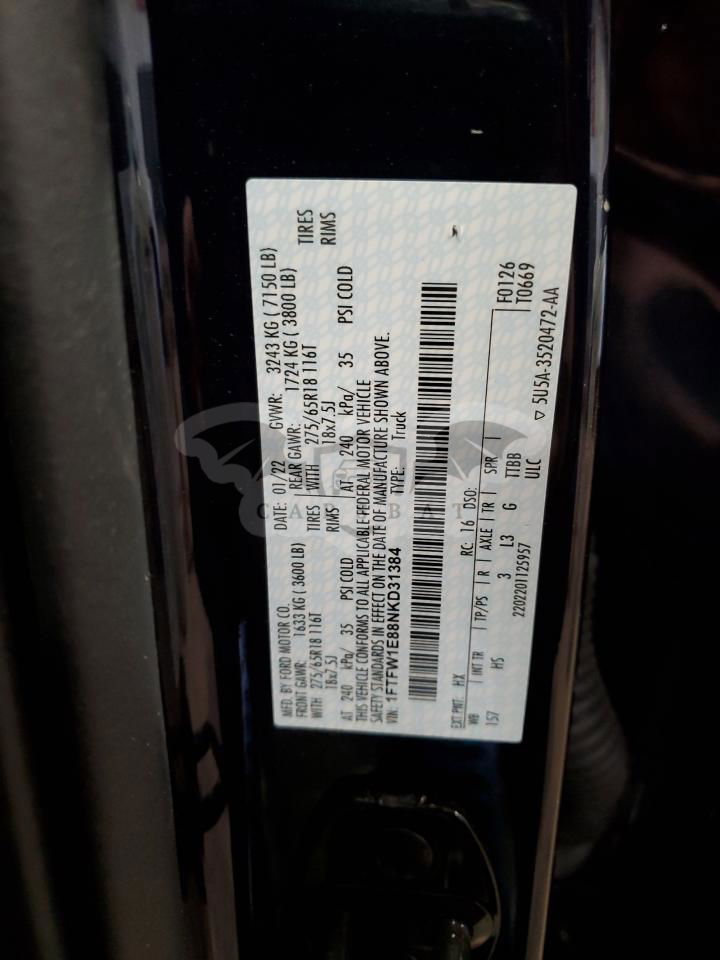 MFD. BY FORD MOTOR CO. DATE: 01/22 GVWR: 3243 KG ( 7150 LB)
FRONT GAWR: 1633 KG (3600 LB) REAR GAWR: 1724 KG ( 3800 LB)
WITH 275/65R18 116T TIRES WITH 275/65R18 116T TIRES
18x7.5J RIMS 18x7.5J RIMS
AT 240 kPa/ 35 PSI COLD AT 240 kPa/ 35 PSI COLD
THIS VEHICLE CONFORMS TO ALL APPLICABLE FEDERAL MOTOR VEHICLE
SAFETY STANDARDS IN EFFECT ON THE DATE OF MANUFACTURE SHOWN ABOVE.
VIN: 1FTFW1E88NKD31384 TYPE: Truck
EXT PNT: HX RC: 16 DSO:
WB INT TR TP/PS R AXLE TR SPR F0126
157 HS 3 L3 G TTBB T0669
2202201125957 ULC
▽ 5U5A-3520472-AA
CAR BAT